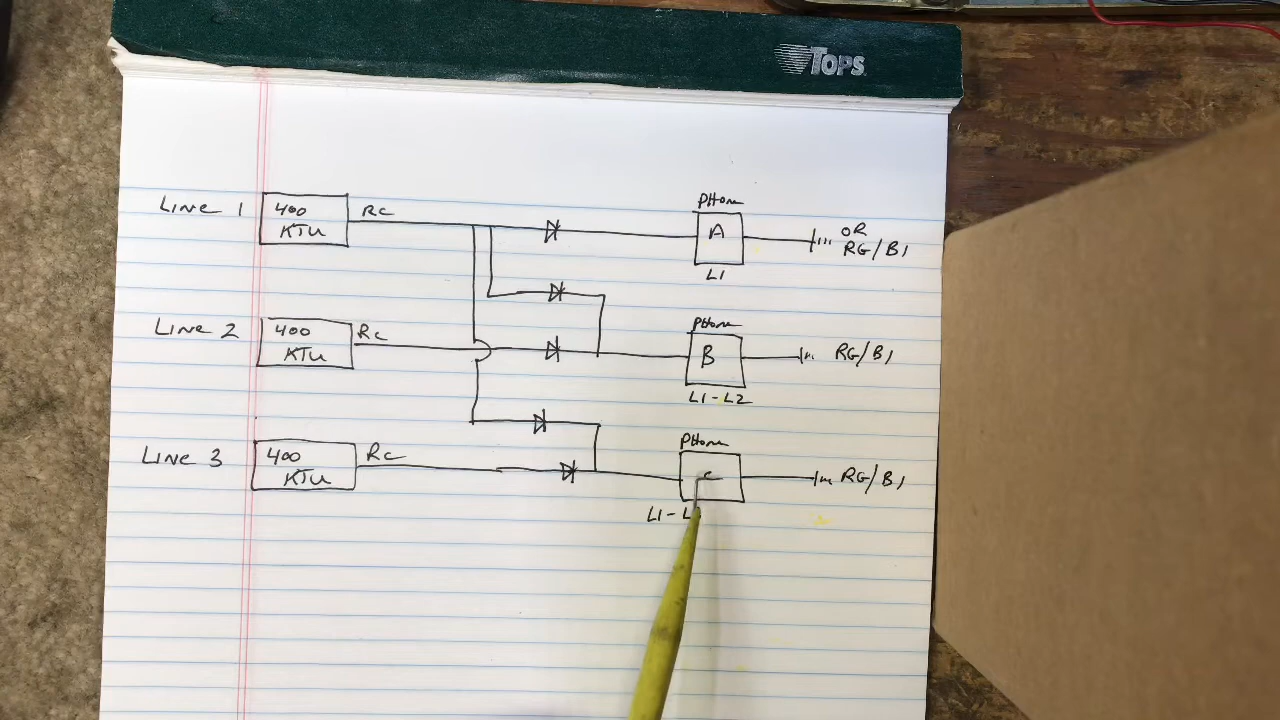 TOPS
PHone
Line 1
400
KTU
RC
A
OR
RG/B1
L1
Line 2
400
KTU
RC
PHone
B
RG/B1
L1-L2
Line 3
400
KTU
RC
PHone
C
RG/B1